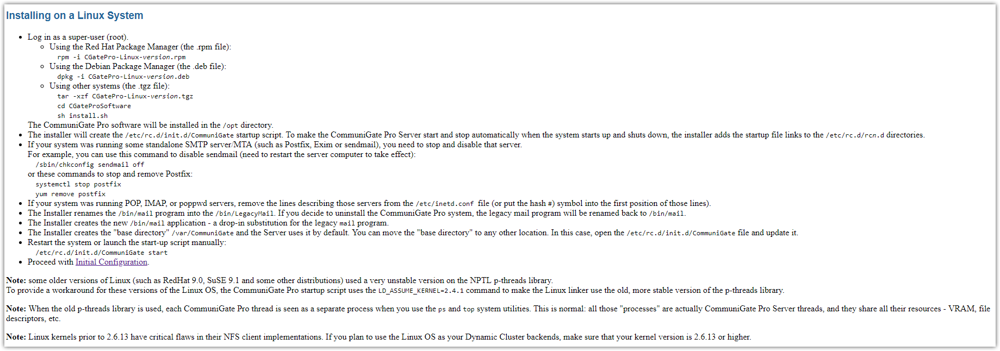 Installing on a Linux System
• Log in as a super-user (root).
◦ Using the Red Hat Package Manager (the .rpm file):
rpm -i CGatePro-Linux-version.rpm
◦ Using the Debian Package Manager (the .deb file):
dpkg -i CGatePro-Linux-version.deb
◦ Using other systems (the .tgz file):
tar -xzf CGatePro-Linux-version.tgz
cd CGateProSoftware
sh install.sh
The CommuniGate Pro software will be installed in the /opt directory.
• The installer will create the /etc/rc.d/init.d/CommuniGate startup script. To make the CommuniGate Pro Server start and stop automatically when the system starts up and shuts down, the installer adds the startup file links to the /etc/rc.d/rcn.d directories.
• If your system was running some standalone SMTP server/MTA (such as Postfix, Exim or sendmail), you need to stop and disable that server.
For example, you can use this command to disable sendmail (need to restart the server computer to take effect):
/sbin/chkconfig sendmail off
or these commands to stop and remove Postfix:
systemctl stop postfix
yum remove postfix
• If your system was running POP, IMAP, or poppwd servers, remove the lines describing those servers from the /etc/inetd.conf file (or put the hash #) symbol into the first position of those lines).
• The Installer renames the /bin/mail program into the /bin/LegacyMail. If you decide to uninstall the CommuniGate Pro system, the legacy mail program will be renamed back to /bin/mail.
• The Installer creates the new /bin/mail application - a drop-in substitution for the legacy mail program.
• The Installer creates the "base directory" /var/CommuniGate and the Server uses it by default. You can move the "base directory" to any other location. In this case, open the /etc/rc.d/init.d/CommuniGate file and update it.
• Restart the system or launch the start-up script manually:
/etc/rc.d/init.d/CommuniGate start
• Proceed with Initial Configuration.
Note: some older versions of Linux (such as RedHat 9.0, SuSE 9.1 and some other distributions) used a very unstable version on the NPTL p-threads library.
To provide a workaround for these versions of the Linux OS, the CommuniGate Pro startup script uses the LD_ASSUME_KERNEL=2.4.1 command to make the Linux linker use the old, more stable version of the p-threads library.
Note: When the old p-threads library is used, each CommuniGate Pro thread is seen as a separate process when you use the ps and top system utilities. This is normal: all those "processes" are actually CommuniGate Pro Server threads, and they share all their resources - VRAM, file
descriptors, etc.
Note: Linux kernels prior to 2.6.13 have critical flaws in their NFS client implementations. If you plan to use the Linux OS as your Dynamic Cluster backends, make sure that your kernel version is 2.6.13 or higher.